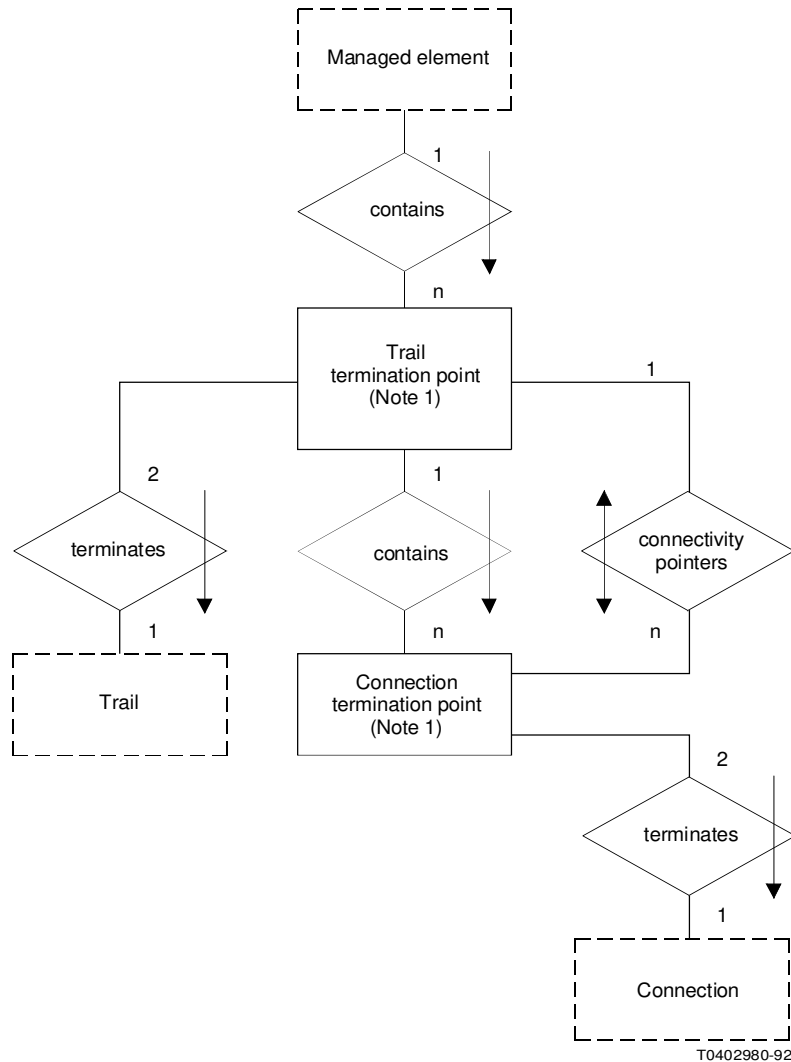 Managed element
1
contains
n
Trail
termination point
(Note 1)
1
2
1
terminates
contains
connectivity
pointers
1
n
n
Trail
Connection
termination point
(Note 1)
2
terminates
1
Connection
T0402980-92